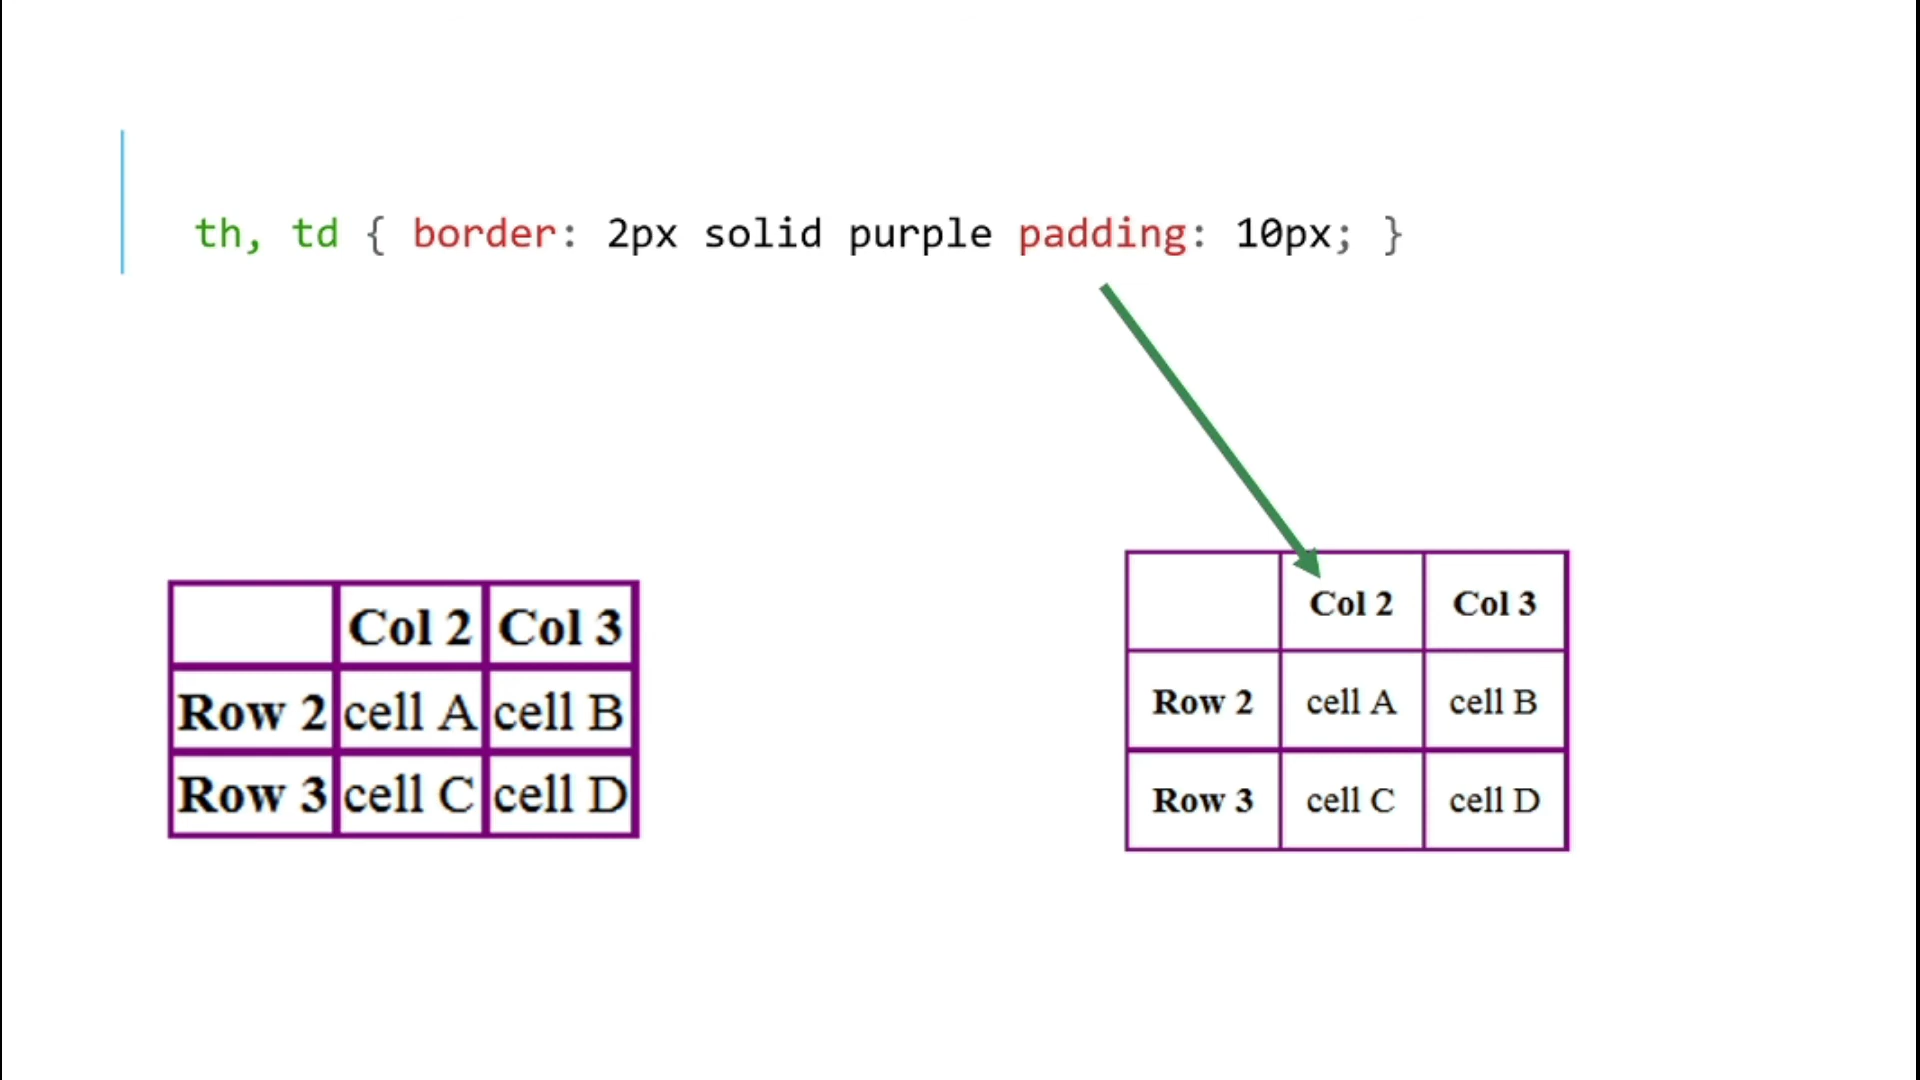 th, td { border: 2px solid purple padding: 10px; }
Col 2 Col 3
Row 2 cell A cell B
Row 3 cell C cell D
Col 2 Col 3
Row 2 cell A cell B
Row 3 cell C cell D